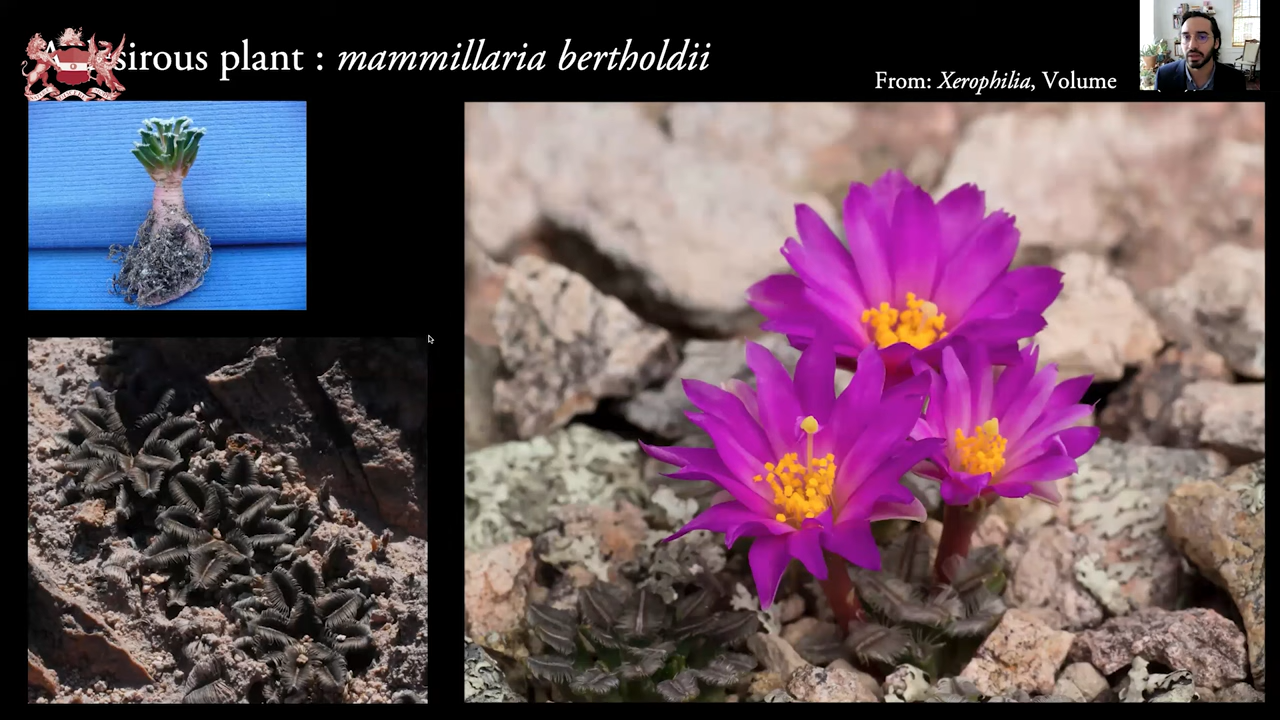 sirous plant : mammillaria bertholdii
From: Xerophilia, Volume